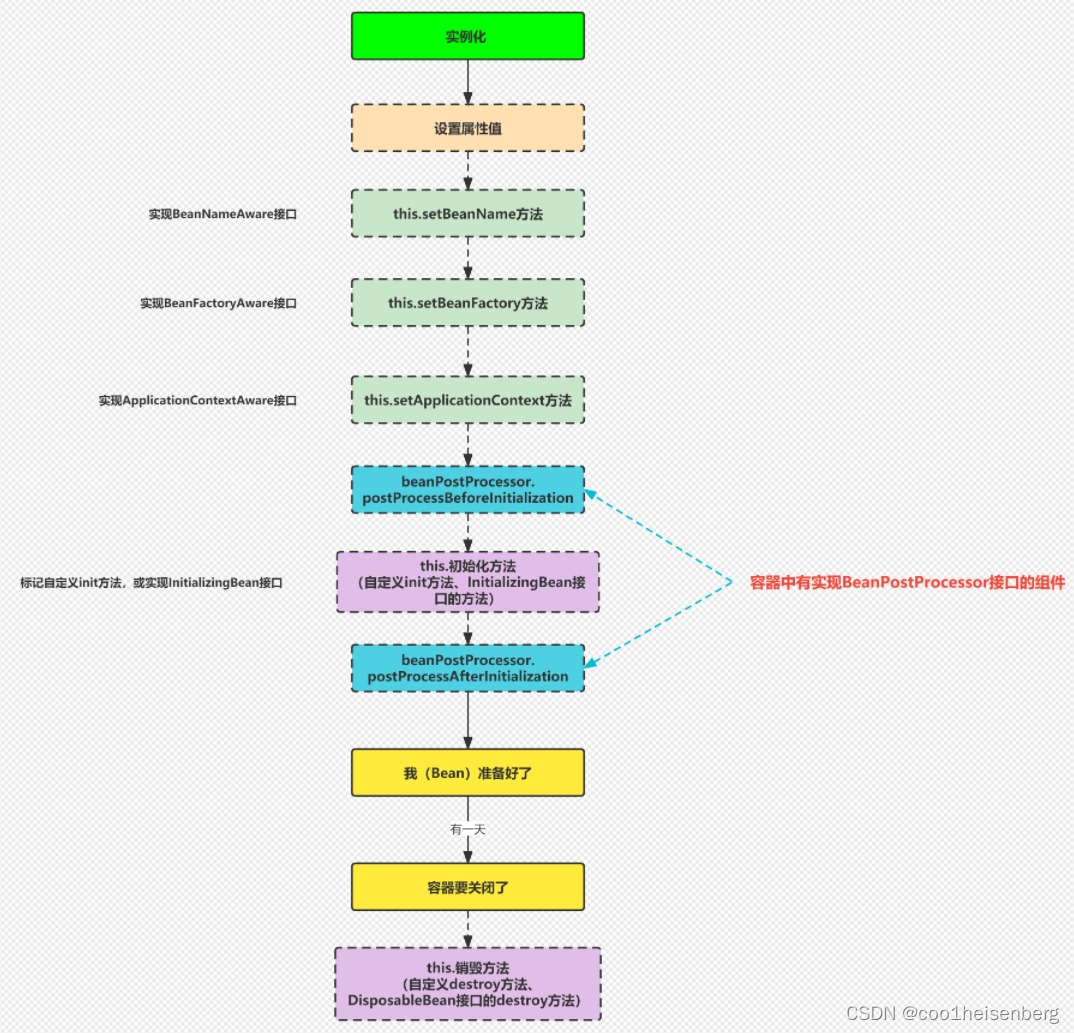 实例化
设置属性值
实现BeanNameAware接口
this.setBeanName方法
实现BeanFactoryAware接口
this.setBeanFactory方法
实现ApplicationContextAware接口
this.setApplicationContext方法
beanPostProcessor.
postProcessBeforeInitialization
标记自定义init方法，或实现InitializingBean接口
this.初始化方法
（自定义init方法、InitializingBean接
口的方法）
容器中有实现BeanPostProcessor接口的组件
beanPostProcessor.
postProcessAfterInitialization
我（Bean）准备好了
有一天
容器要关闭了
this.销毁方法
（自定义destroy方法、
DisposableBean接口的destroy方法）
CSDN @coo1heisenberg